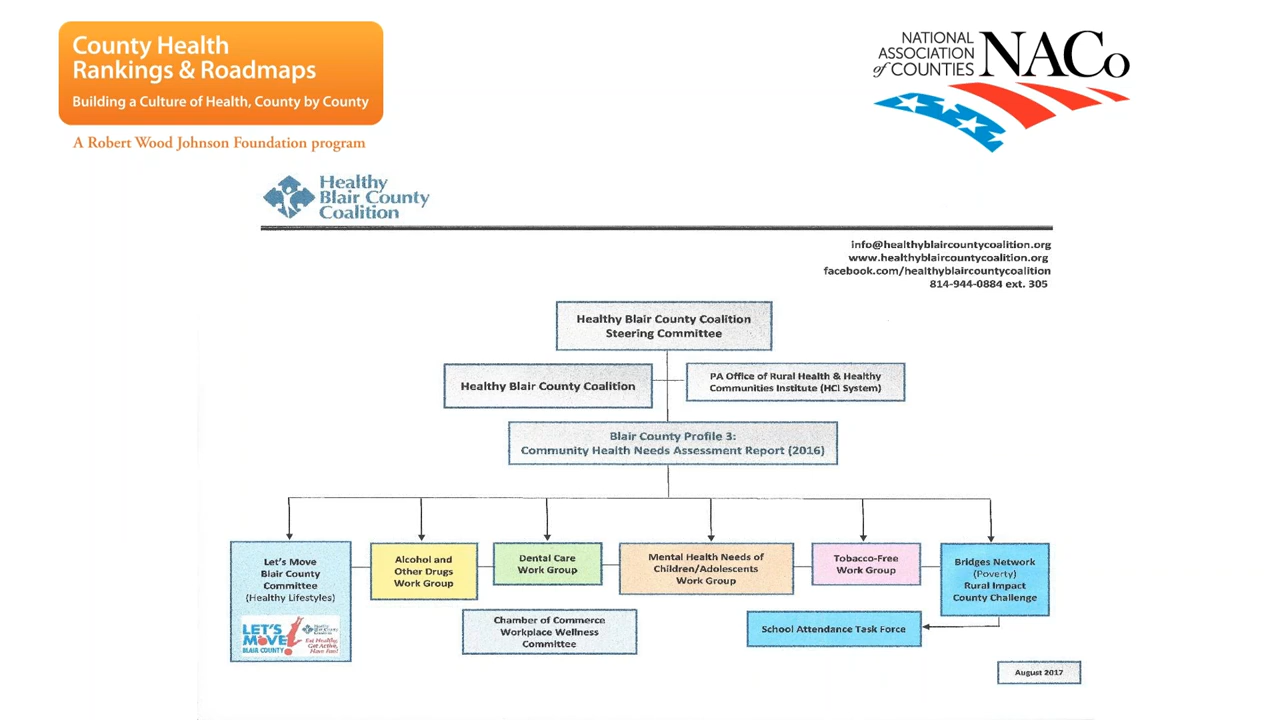 County Health
Rankings & Roadmaps
Building a Culture of Health, County by County
A Robert Wood Johnson Foundation program
NATIONAL
ASSOCIATION
of COUNTIES
NACo
Healthy
Blair County
Coalition
info@healthyblaircountycoalition.org
www.healthyblaircountycoalition.org
facebook.com/healthyblaircountycoalition
814-944-0884 ext. 305
Healthy Blair County Coalition
Steering Committee
Healthy Blair County Coalition
PA Office of Rural Health & Healthy
Communities Institute (HCI System)
Blair County Profile 3:
Community Health Needs Assessment Report (2016)
Let's Move
Blair County
Committee
(Healthy Lifestyles)
LET'S
MOVE!
BLAIR COUNTY
Healthy
Blair County
Coalition
Eat Healthy,
Get Active,
Have Fun!
Alcohol and
Other Drugs
Work Group
Dental Care
Work Group
Mental Health Needs of
Children/Adolescents
Work Group
Tobacco-Free
Work Group
Bridges Network
(Poverty)
Rural Impact
County Challenge
Chamber of Commerce
Workplace Wellness
Committee
School Attendance Task Force
August 2017